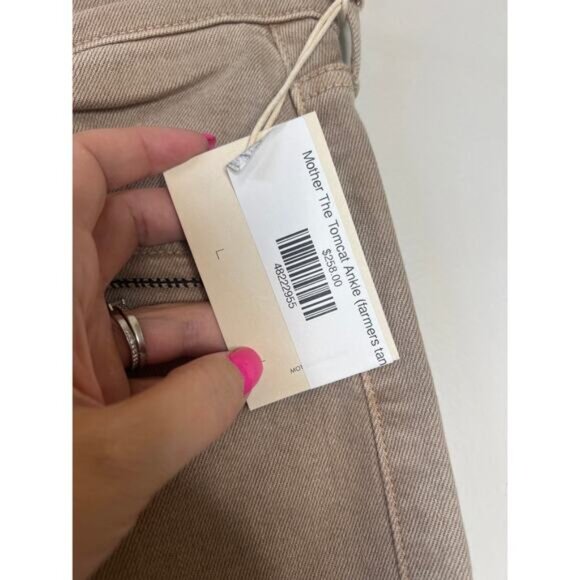 Mother The Tomcat Ankle (farmers tan
$258.00
48222955